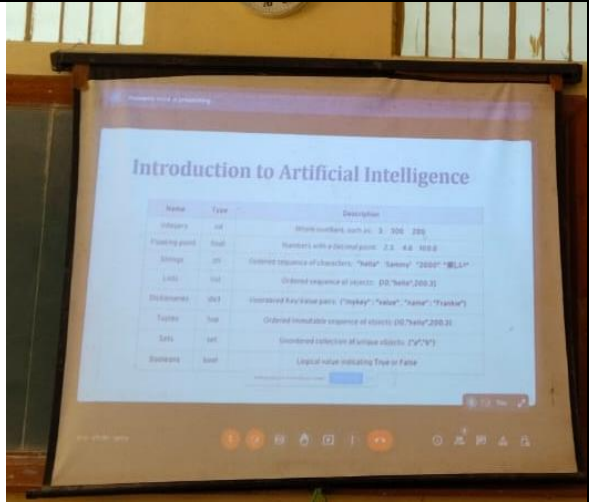 Introduction to Artificial Intelligence
Name Type Description
Integers int Whole numbers, such as: 3 300 200
Floating point float Numbers with a decimal point: 2.3 4.6 100.0
Strings str Ordered sequence of characters: "hello" 'Sammy' "2000" "楽しい"
Lists list Ordered sequence of objects: [10,"hello",200.3]
Dictionaries dict Unordered Key:Value pairs: {"mykey" : "value" , "name" : "Frankie"}
Tuples tup Ordered immutable sequence of objects: (10,"hello",200.3)
Sets set Unordered collection of unique objects: {"a","b"}
Booleans bool Logical value indicating True or False